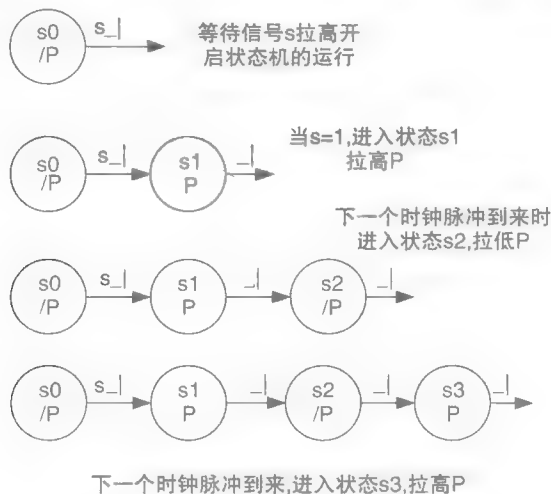 s0 s_| 等待信号s拉高开
/P 启状态机的运行
当s=1,进入状态s1
s0 s_| s1 _| 拉高P
/P P
下一个时钟脉冲到来时
进入状态s2,拉低P
s0 s_| s1 _| s2 _|
/P P /P
s0 s_| s1 _| s2 _| s3 _|
/P P /P P
下一个时钟脉冲到来,进入状态s3,拉高P